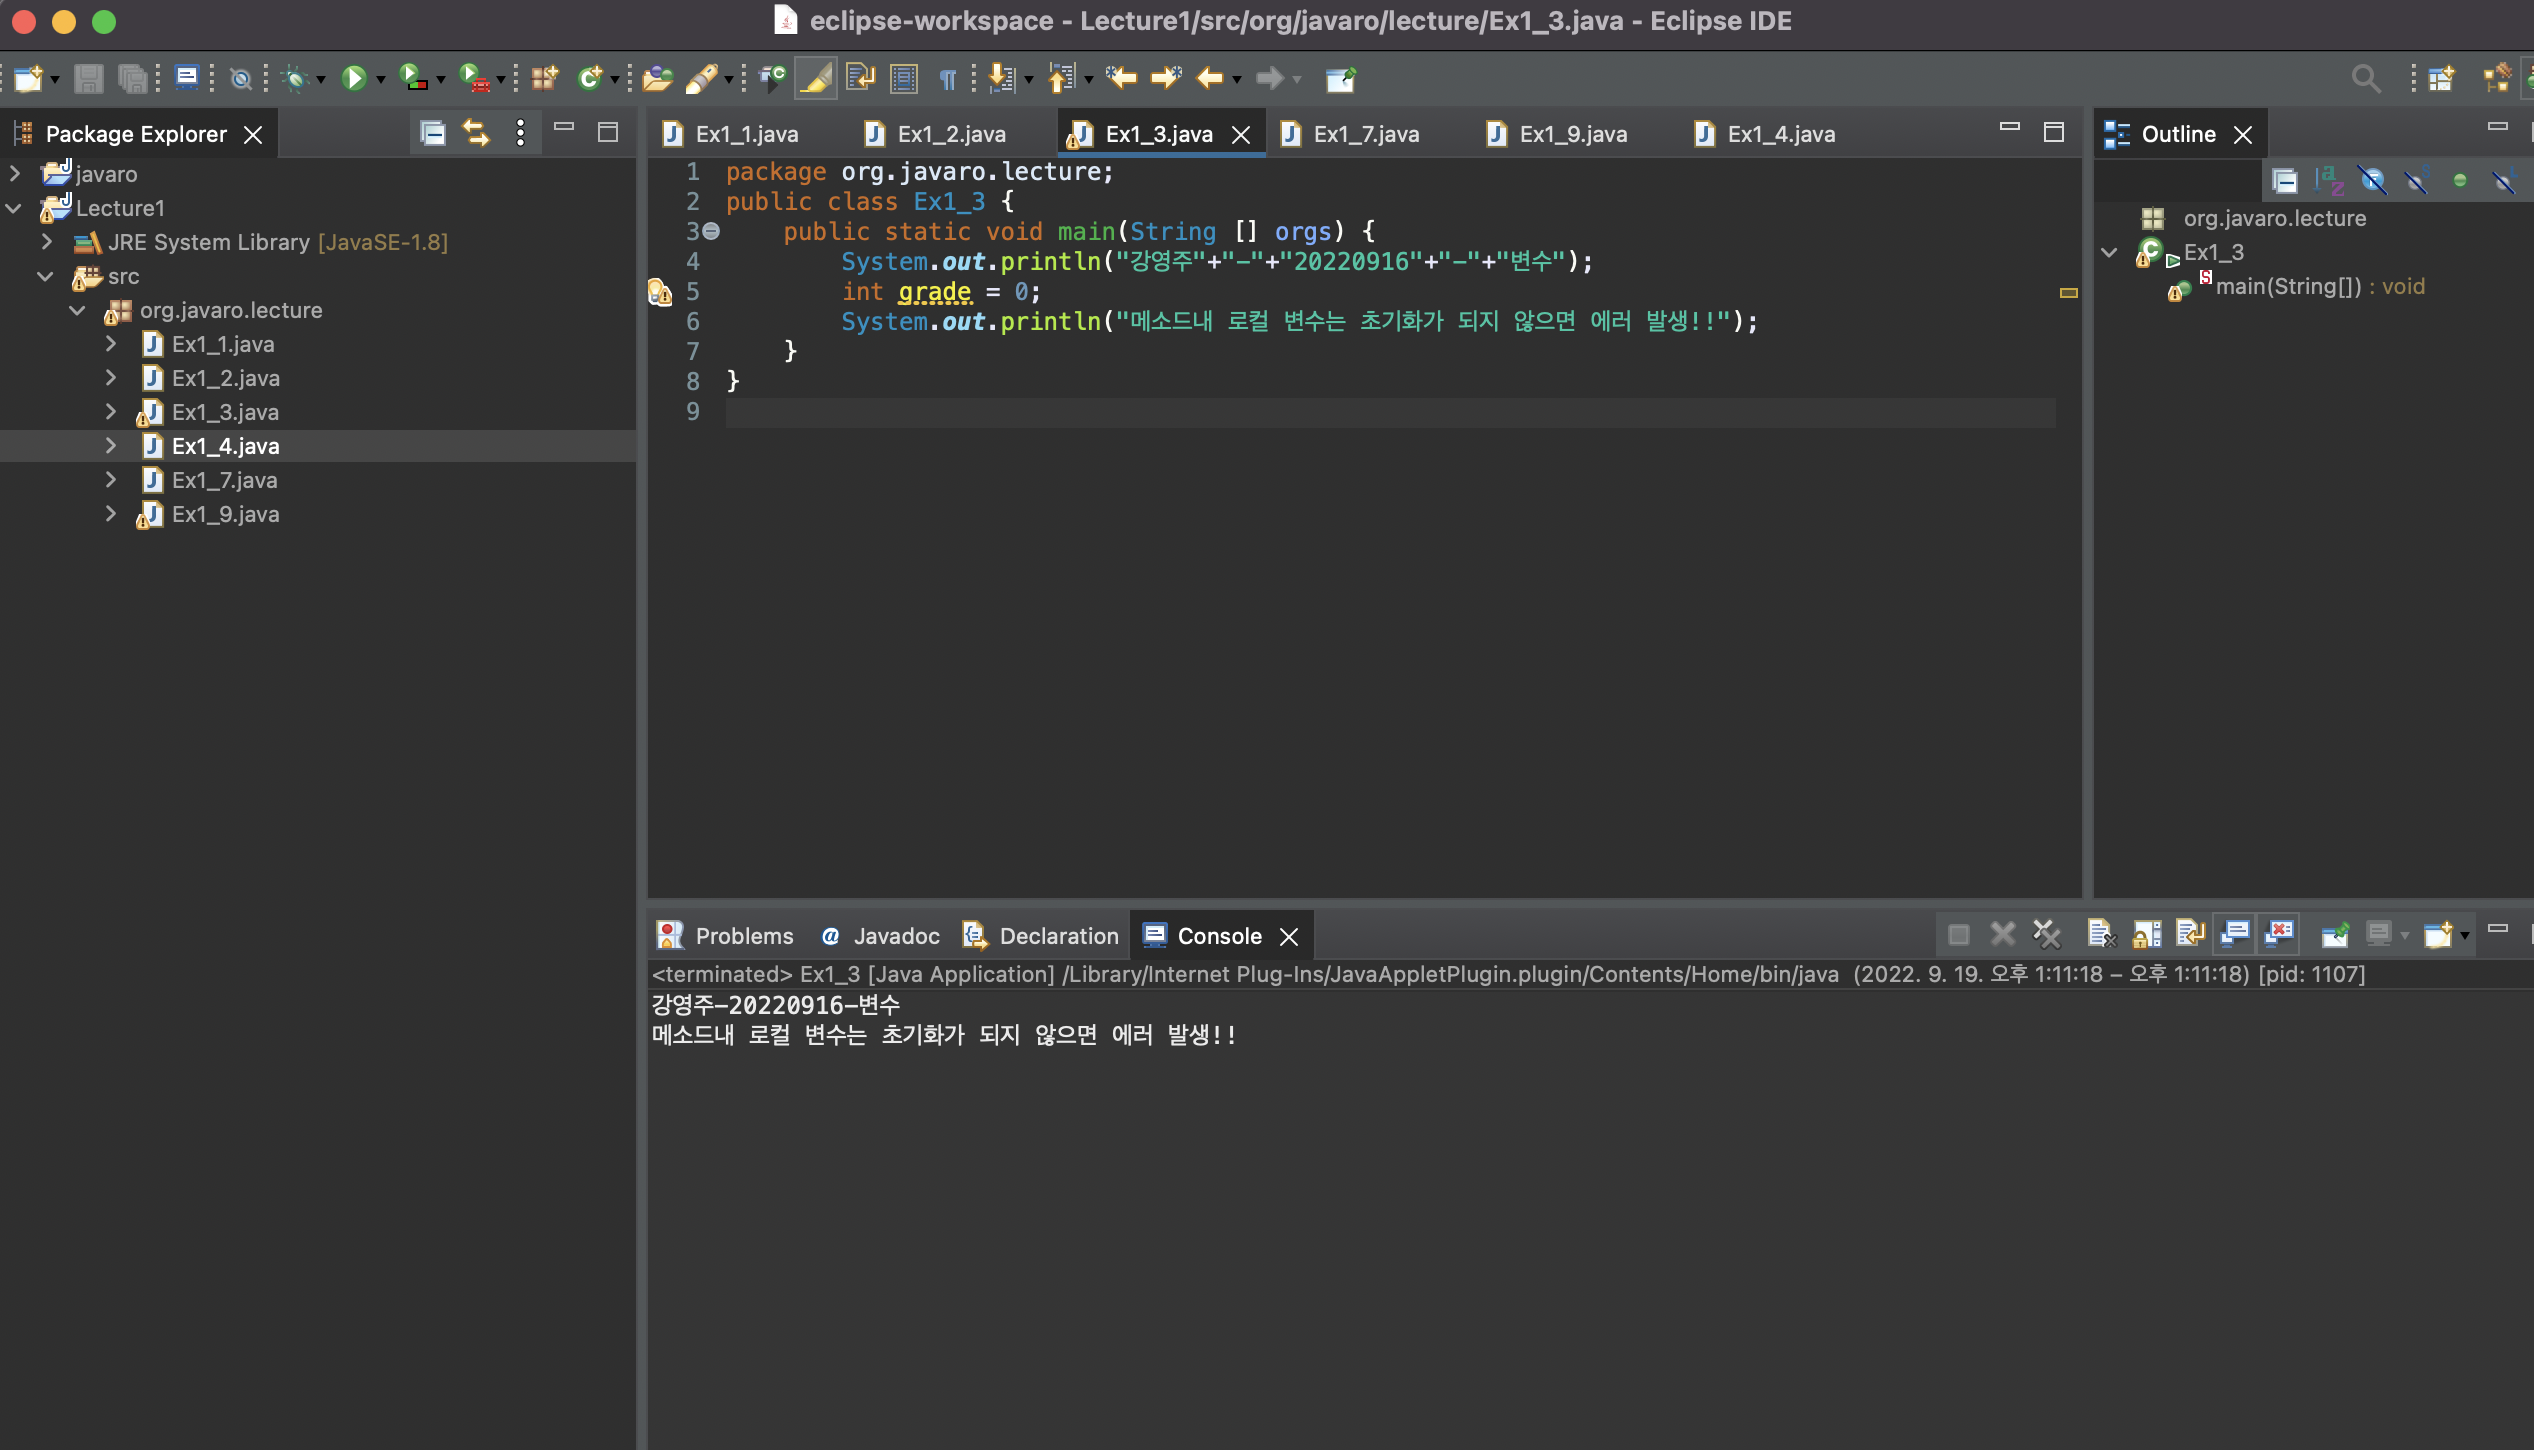 eclipse-workspace - Lecture1/src/org/javaro/lecture/Ex1_3.java - Eclipse IDE
Package Explorer
javaro
Lecture1
JRE System Library [JavaSE-1.8]
src
org.javaro.lecture
Ex1_1.java
Ex1_2.java
Ex1_3.java
Ex1_4.java
Ex1_7.java
Ex1_9.java
Ex1_1.java Ex1_2.java Ex1_3.java Ex1_7.java Ex1_9.java Ex1_4.java
1 package org.javaro.lecture;
2 public class Ex1_3 {
3 public static void main(String [] orgs) {
4 System.out.println("강영주"+"-"+"20220916"+"-"+"변수");
5 int grade = 0;
6 System.out.println("메소드내 로컬 변수는 초기화가 되지 않으면 에러 발생!!");
7 }
8 }
9
Outline
org.javaro.lecture
Ex1_3
main(String[]) : void
Problems Javadoc Declaration Console
<terminated> Ex1_3 [Java Application] /Library/Internet Plug-Ins/JavaAppletPlugin.plugin/Contents/Home/bin/java (2022. 9. 19. 오후 1:11:18 – 오후 1:11:18) [pid: 1107]
강영주-20220916-변수
메소드내 로컬 변수는 초기화가 되지 않으면 에러 발생!!